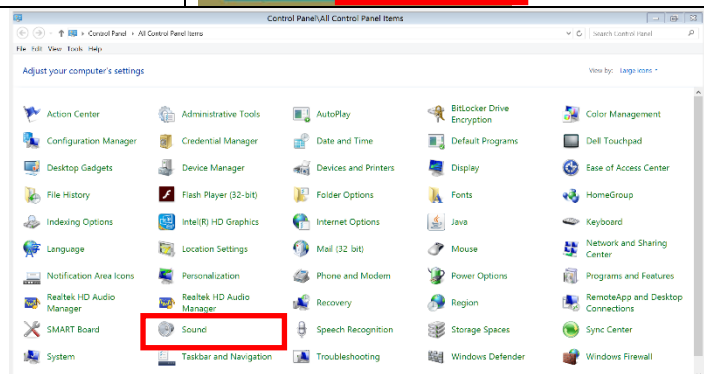 Control Panel\All Control Panel Items
Control Panel ▸ All Control Panel Items
Search Control Panel
File Edit View Tools Help
Adjust your computer's settings
View by: Large icons
Action Center
Administrative Tools
AutoPlay
BitLocker Drive
Encryption
Color Management
Configuration Manager
Credential Manager
Date and Time
Default Programs
Dell Touchpad
Desktop Gadgets
Device Manager
Devices and Printers
Display
Ease of Access Center
File History
Flash Player (32-bit)
Folder Options
Fonts
HomeGroup
Indexing Options
Intel(R) HD Graphics
Internet Options
Java
Keyboard
Language
Location Settings
Mail (32 bit)
Mouse
Network and Sharing
Center
Notification Area Icons
Personalization
Phone and Modem
Power Options
Programs and Features
Realtek HD Audio
Manager
Realtek HD Audio
Manager
Recovery
Region
RemoteApp and Desktop
Connections
SMART Board
Sound
Speech Recognition
Storage Spaces
Sync Center
System
Taskbar and Navigation
Troubleshooting
Windows Defender
Windows Firewall